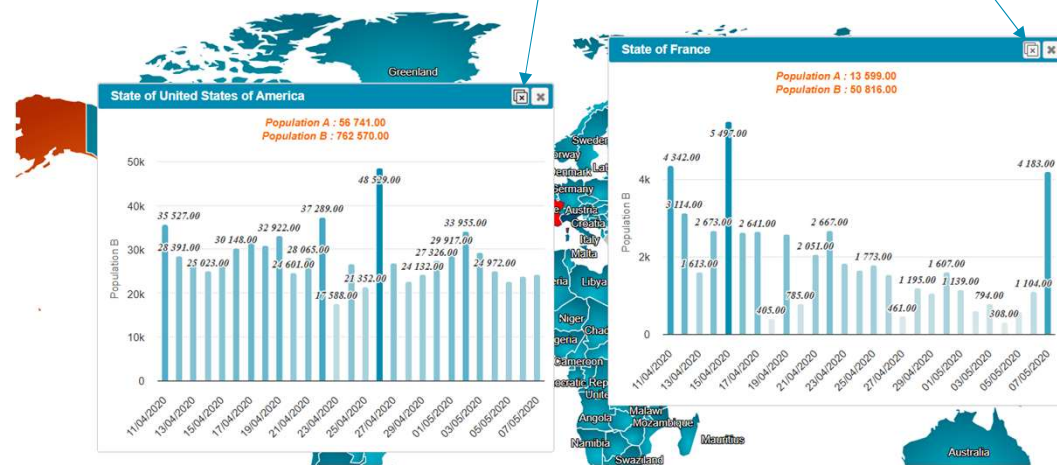 Greenland
State of United States of America
Population A : 56 741.00
Population B : 762 570.00
Population B
50k
40k
30k
20k
10k
0
35 527.00
28 391.00
25 023.00
30 148.00
32 922.00
24 601.00
28 065.00
37 289.00
17 588.00
21 352.00
48 529.00
24 132.00
27 326.00
29 917.00
33 955.00
24 972.00
11/04/2020
13/04/2020
15/04/2020
17/04/2020
19/04/2020
21/04/2020
23/04/2020
25/04/2020
27/04/2020
29/04/2020
01/05/2020
03/05/2020
05/05/2020
07/05/2020
State of France
Population A : 13 599.00
Population B : 50 816.00
Population B
4k
2k
0
4 342.00
3 114.00
1 613.00
2 673.00
5 497.00
2 641.00
405.00
785.00
2 051.00
2 667.00
1 773.00
461.00
1 195.00
1 607.00
1 139.00
794.00
308.00
1 104.00
4 183.00
11/04/2020
13/04/2020
15/04/2020
17/04/2020
19/04/2020
21/04/2020
23/04/2020
25/04/2020
27/04/2020
29/04/2020
01/05/2020
03/05/2020
05/05/2020
07/05/2020
Austria
Croatia
Italy
Malta
Libya
Niger
Cameroon
Angola
Malawi
Mozambique
Namibia
Mauritius
Swaziland
Australia